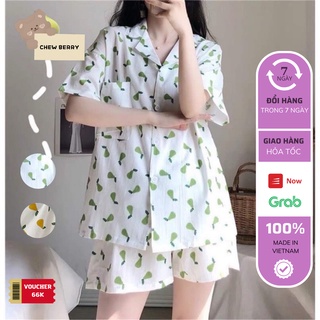 CHEW BERRY
7
NGÀY
ĐỔI HÀNG
TRONG 7 NGÀY
GIAO HÀNG
HỎA TỐC
Now
Grab
100%
MADE IN
VIETNAM
VOUCHER
66K